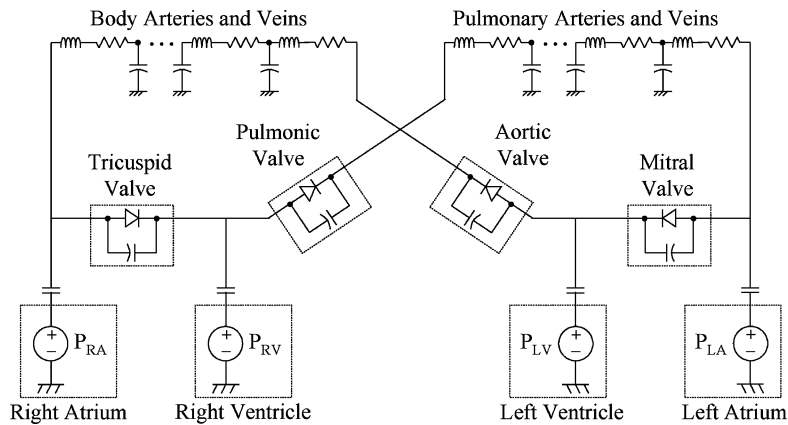 Body Arteries and Veins
Pulmonary Arteries and Veins
Pulmonic
Valve
Aortic
Valve
Tricuspid
Valve
Mitral
Valve
+
P_RA
−
+
P_RV
−
P_LV
+
−
P_LA
+
−
Right Atrium
Right Ventricle
Left Ventricle
Left Atrium